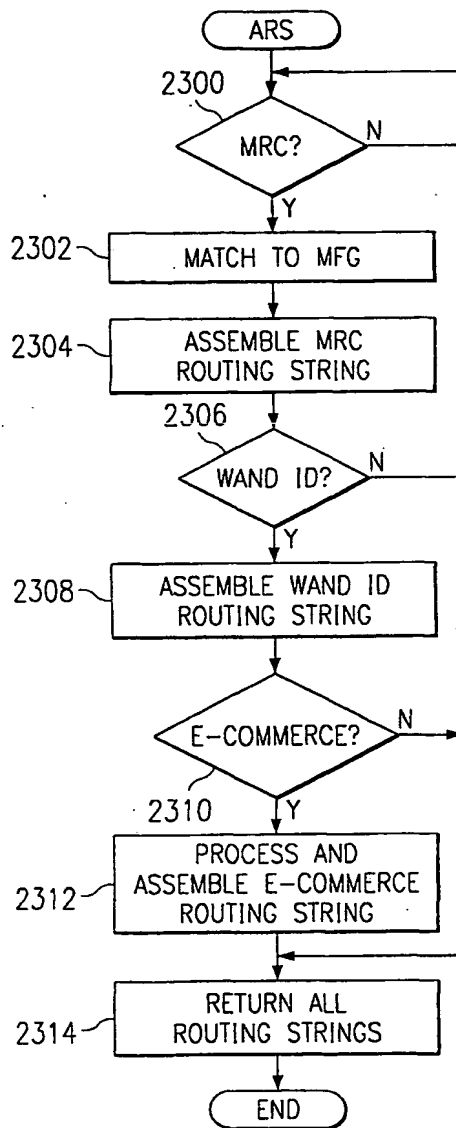 ARS
2300
MRC?
N
Y
2302
MATCH TO MFG
2304
ASSEMBLE MRC
ROUTING STRING
2306
WAND ID?
N
Y
2308
ASSEMBLE WAND ID
ROUTING STRING
E-COMMERCE?
N
2310
Y
2312
PROCESS AND
ASSEMBLE E-COMMERCE
ROUTING STRING
2314
RETURN ALL
ROUTING STRINGS
END